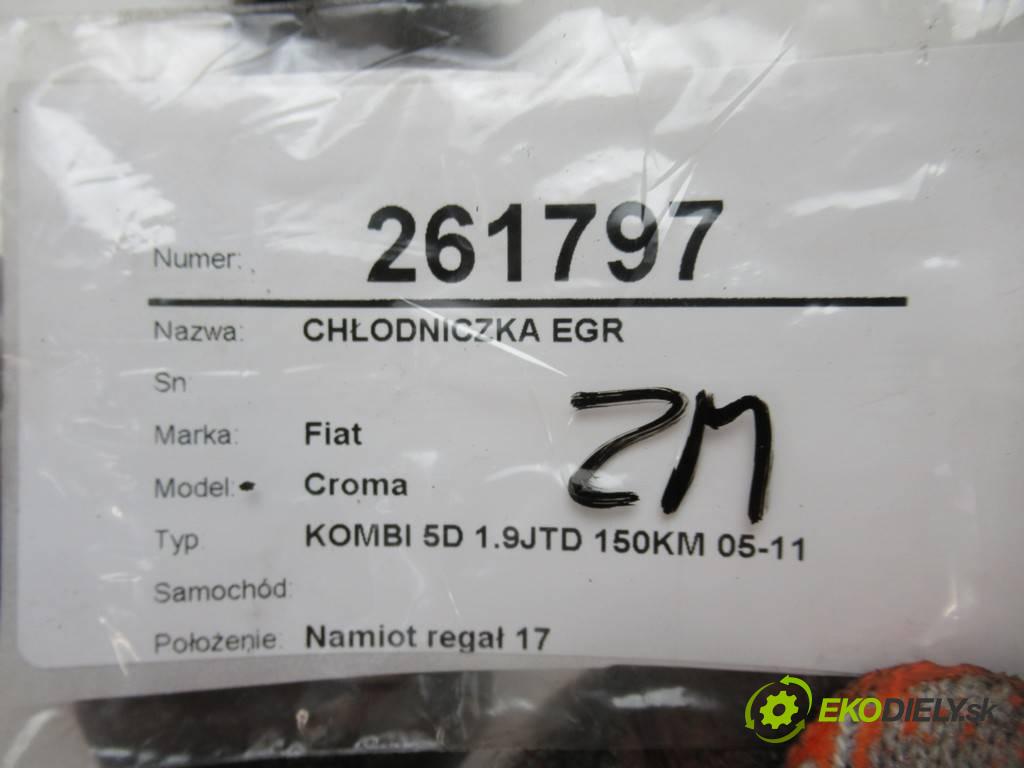 Numer: 261797
Nazwa: CHŁODNICZKA EGR
Sn
ZM
Marka: Fiat
Model: Croma
Typ KOMBI 5D 1.9JTD 150KM 05-11
Samochód:
Położenie: Namiot regał 17
EKODIELY.sk